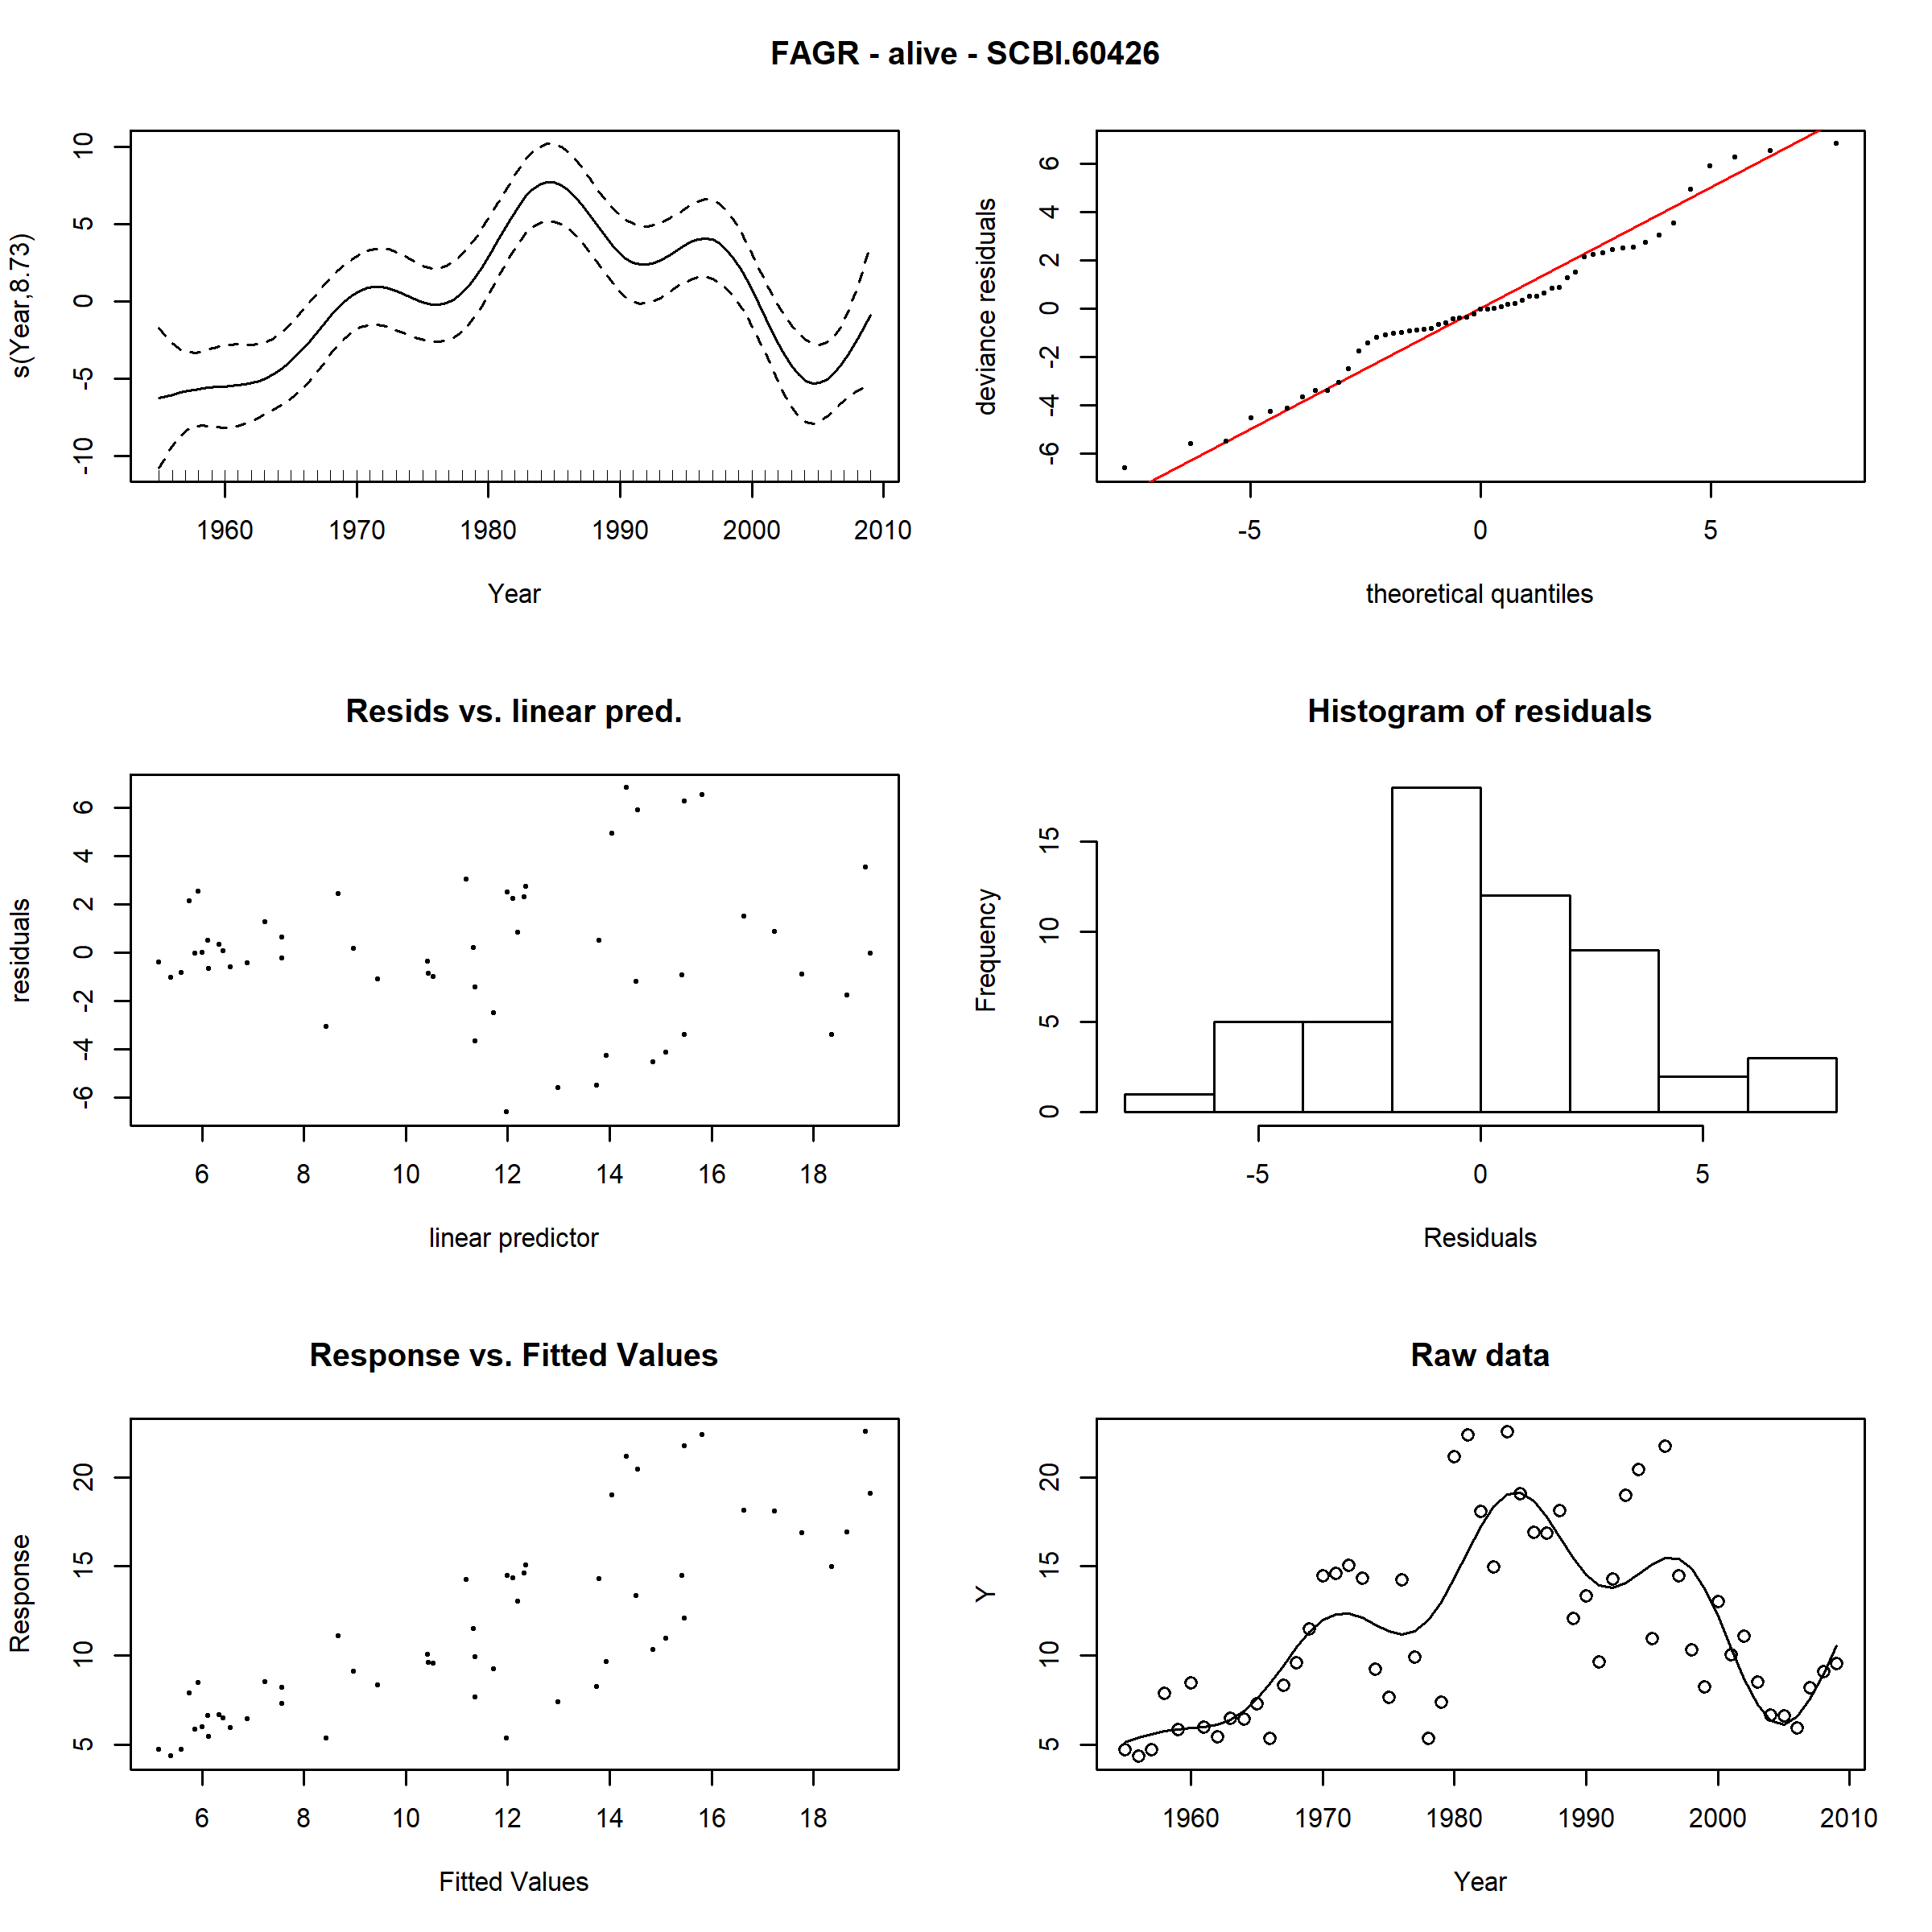 FAGR - alive - SCBI.60426
s(Year,8.73)
10
5
0
-5
-10
1960 1970 1980 1990 2000 2010
Year
deviance residuals
6
4
2
0
-2
-4
-6
-5 0 5
theoretical quantiles
Resids vs. linear pred.
residuals
6
4
2
0
-2
-4
-6
6 8 10 12 14 16 18
linear predictor
Histogram of residuals
Frequency
15
10
5
0
-5 0 5
Residuals
Response vs. Fitted Values
Response
20
15
10
5
6 8 10 12 14 16 18
Fitted Values
Raw data
Y
20
15
10
5
1960 1970 1980 1990 2000 2010
Year